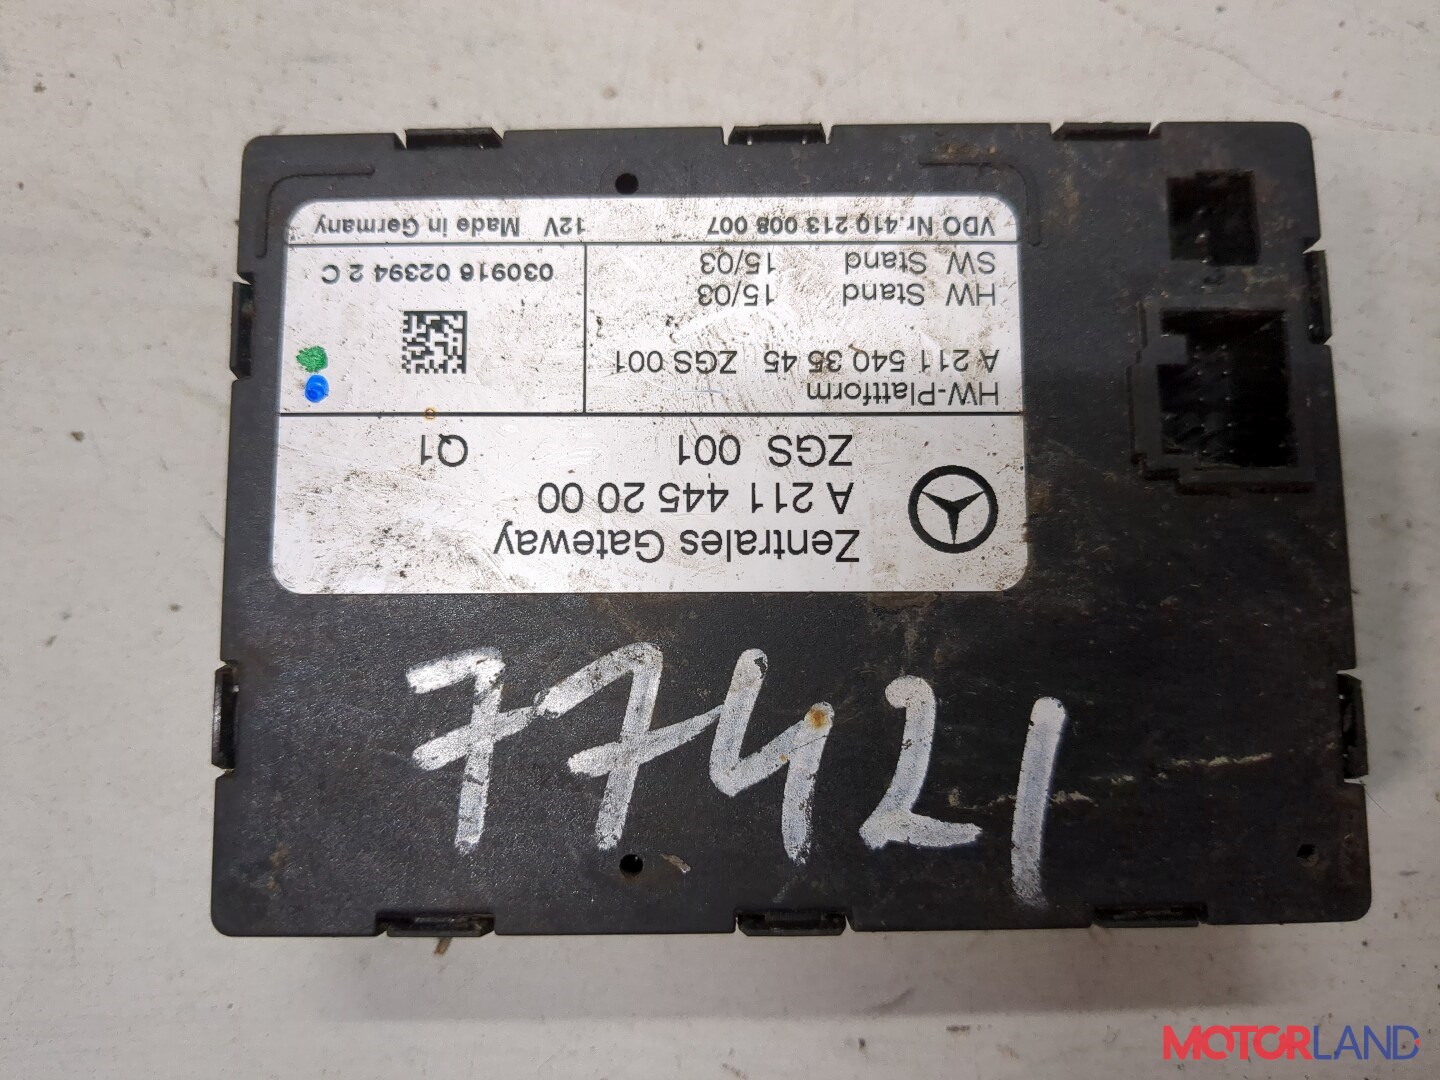 Zentrales Gateway
A 211 445 20 00
ZGS 001 Q1
HW-Plattform
A 211 540 35 45 ZGS 001
HW Stand 15/03
SW Stand 15/03
030916 02394 2 C
VDO Nr.410 213 008 007 12V Made in Germany
77421
MOTORLAND